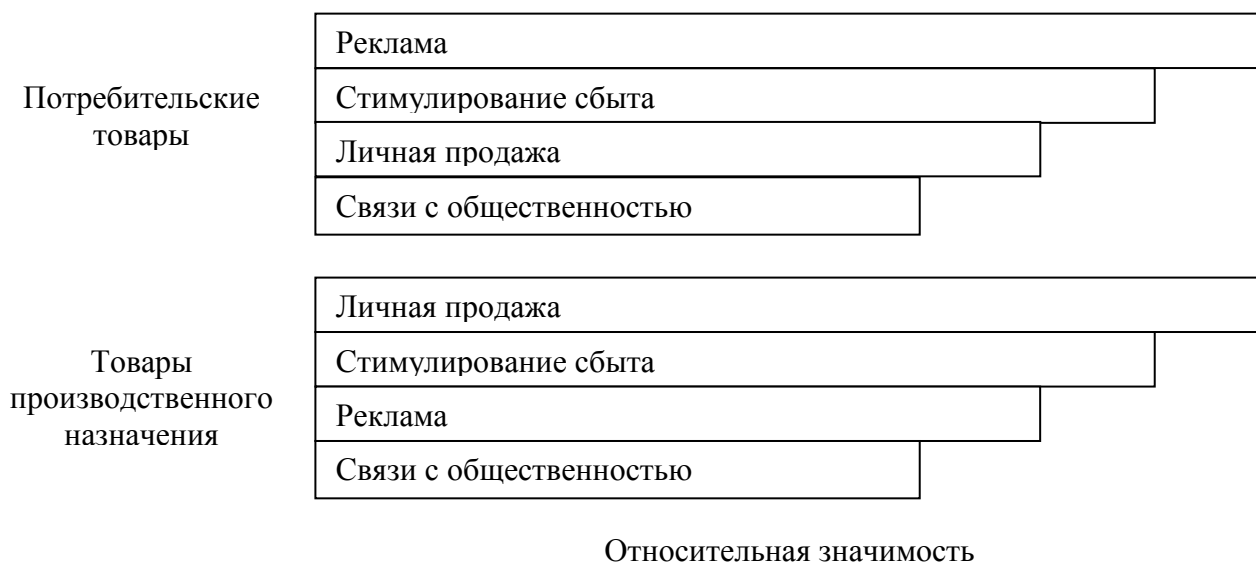 Потребительские
товары
Реклама
Стимулирование сбыта
Личная продажа
Связи с общественностью
Товары
производственного
назначения
Личная продажа
Стимулирование сбыта
Реклама
Связи с общественностью
Относительная значимость